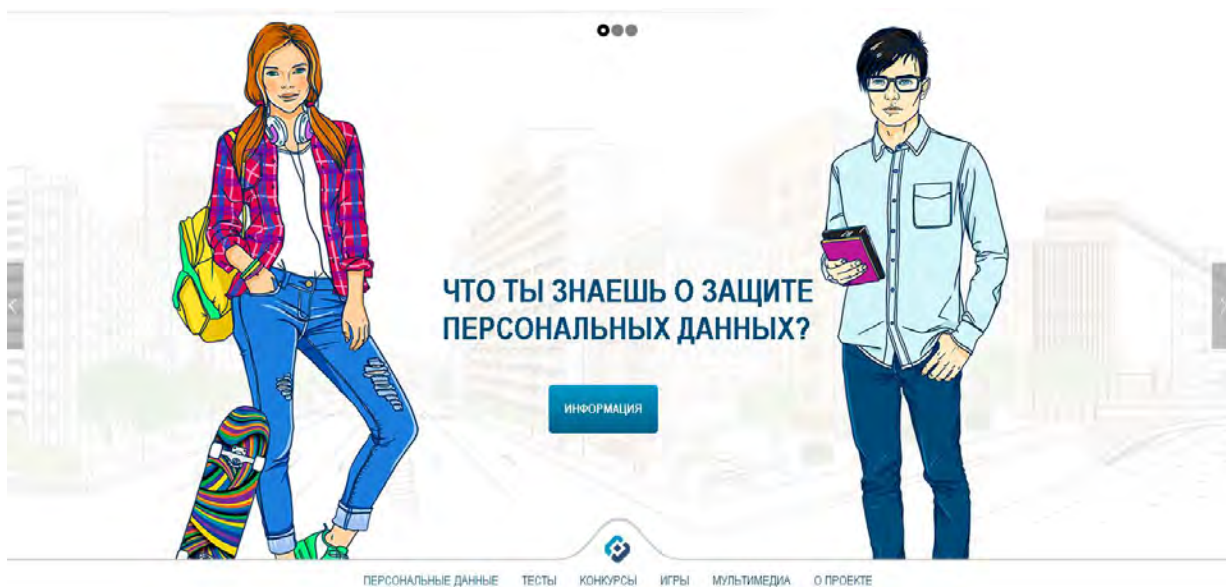 ЧТО ТЫ ЗНАЕШЬ О ЗАЩИТЕ
ПЕРСОНАЛЬНЫХ ДАННЫХ?
ИНФОРМАЦИЯ
ПЕРСОНАЛЬНЫЕ ДАННЫЕ ТЕСТЫ КОНКУРСЫ ИГРЫ МУЛЬТИМЕДИА О ПРОЕКТЕ